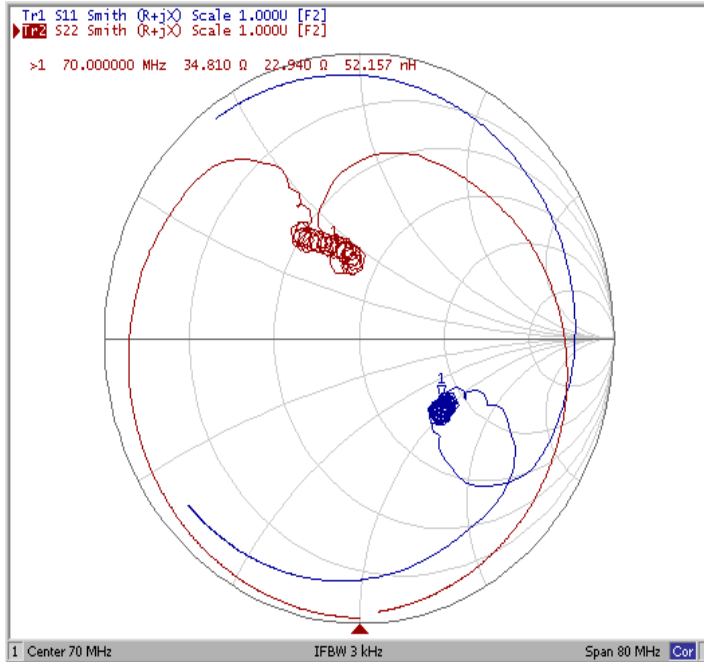 Tr1 S11 Smith (R+jX) Scale 1.000U [F2]
Tr2 S22 Smith (R+jX) Scale 1.000U [F2]
>1 70.000000 MHz 34.810 Ω 22.940 Ω 52.157 nH
1
1
1 Center 70 MHz IFBW 3 kHz Span 80 MHz Cor